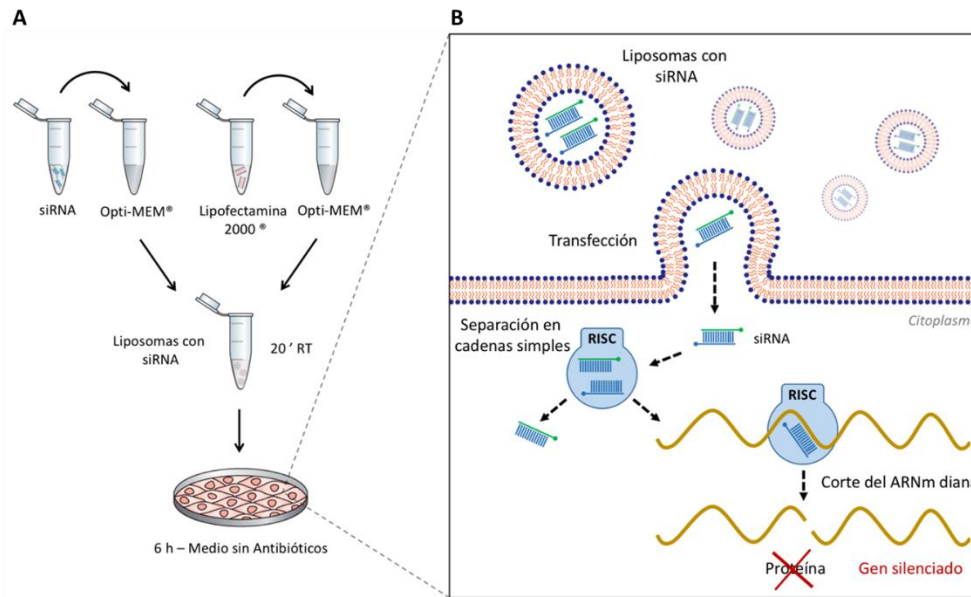 A
siRNA
Opti-MEM®
Lipofectamina
2000 ®
Opti-MEM®
Liposomas con
siRNA
20 ’ RT
6 h – Medio sin Antibióticos
B
Liposomas con
siRNA
Transfección
Citoplasma
Separación en
cadenas simples
RISC
siRNA
RISC
Corte del ARNm diana
Proteína
Gen silenciado